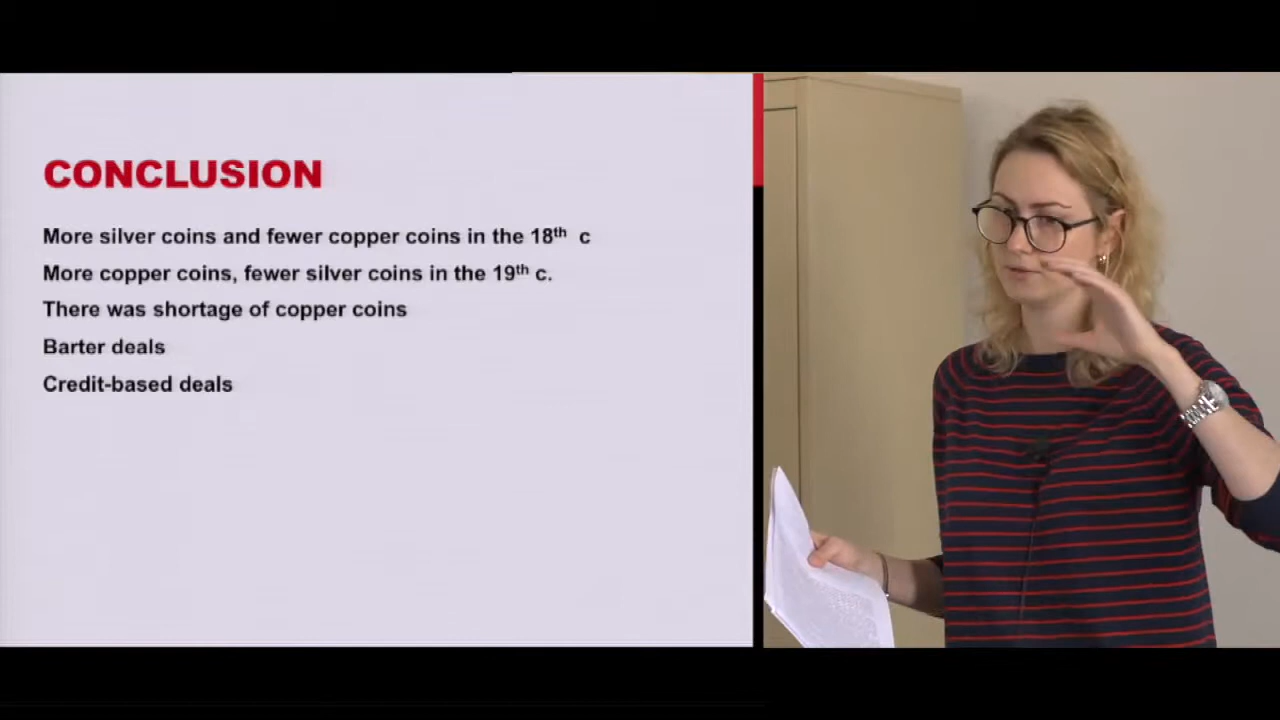 CONCLUSION
More silver coins and fewer copper coins in the 18th c
More copper coins, fewer silver coins in the 19th c.
There was shortage of copper coins
Barter deals
Credit-based deals